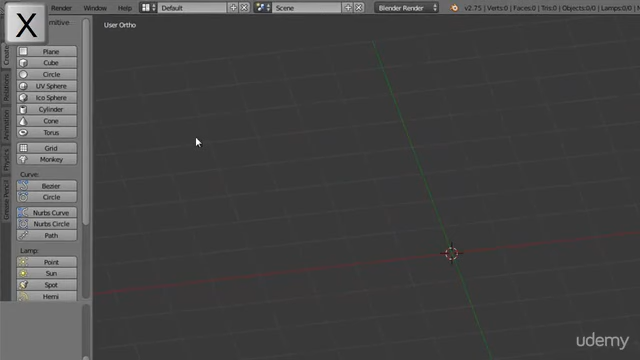 X
Render
Window
Help
Default
Scene
Blender Render
v2.75 | Verts:0 | Faces:0 | Tris:0 | Objects:0/0 | Lamps:0/0 |
User Ortho
Create
Relations
Animation
Physics
Grease Pencil
Plane
Cube
Circle
UV Sphere
Ico Sphere
Cylinder
Cone
Torus
Grid
Monkey
Curve:
Bezier
Circle
Nurbs Curve
Nurbs Circle
Path
Lamp:
Point
Sun
Spot
Hemi
udemy